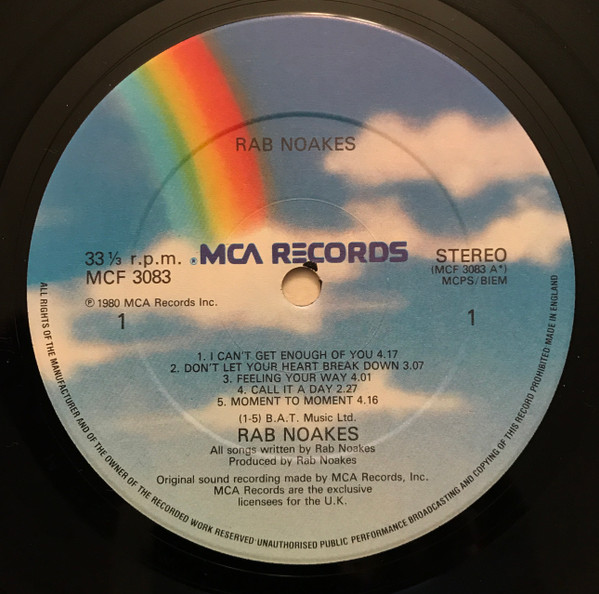 RAB NOAKES
33 1/3 r.p.m.
MCF 3083
® MCA RECORDS
STEREO
(MCF 3083 A*)
MCPS/BIEM
℗ 1980 MCA Records Inc.
1
1
1. I CAN'T GET ENOUGH OF YOU 4.17
2. DON'T LET YOUR HEART BREAK DOWN 3.07
3. FEELING YOUR WAY 4.01
4. CALL IT A DAY 2.27
5. MOMENT TO MOMENT 4.16
(1-5) B.A.T. Music Ltd.
RAB NOAKES
All songs written by Rab Noakes
Produced by Rab Noakes
Original sound recording made by MCA Records, Inc.
MCA Records are the exclusive
licensees for the U.K.
ALL RIGHTS OF THE MANUFACTURER AND OF THE OWNER OF THE RECORDED WORK RESERVED·UNAUTHORISED PUBLIC PERFORMANCE BROADCASTING AND COPYING OF THIS RECORD PROHIBITED·MADE IN ENGLAND